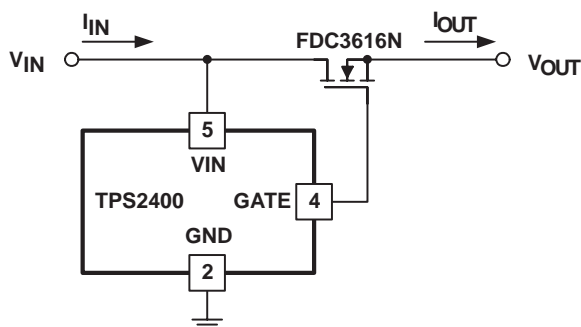 IIN
IOUT
FDC3616N
VIN
VOUT
5
VIN
TPS2400
GATE
4
GND
2